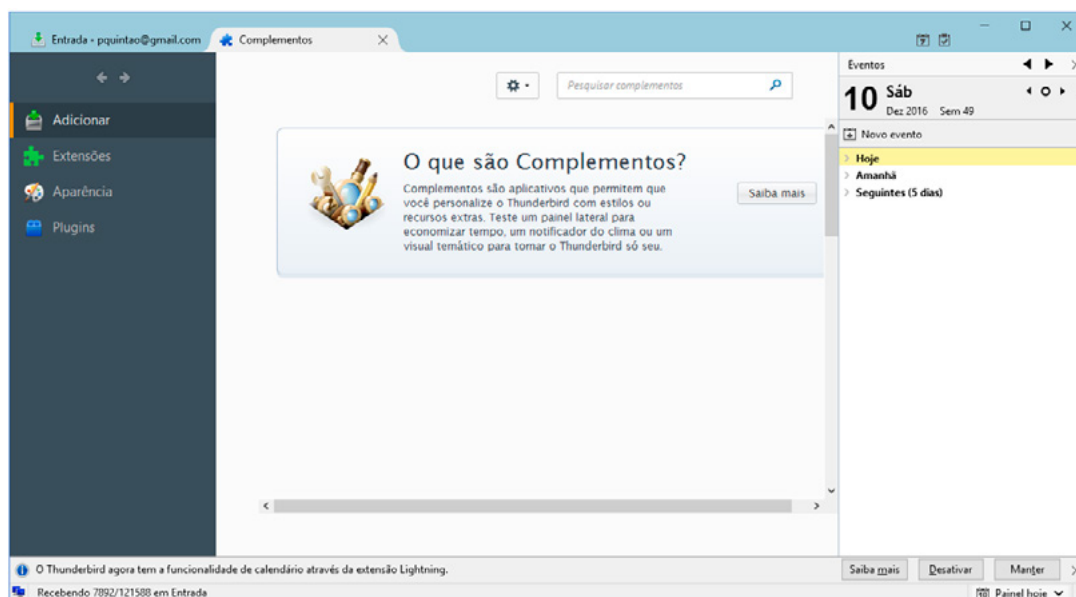 Entrada - pquintao@gmail.com
Complementos
Adicionar
Extensões
Aparência
Plugins
Pesquisar complementos
O que são Complementos?
Complementos são aplicativos que permitem que
você personalize o Thunderbird com estilos ou
recursos extras. Teste um painel lateral para
economizar tempo, um notificador do clima ou um
visual temático para tornar o Thunderbird só seu.
Saiba mais
Eventos
10 Sáb
Dez 2016 Sem 49
Novo evento
Hoje
Amanhã
Seguintes (5 dias)
O Thunderbird agora tem a funcionalidade de calendário através da extensão Lightning.
Saiba mais
Desativar
Manter
Recebendo 7892/121588 em Entrada
Painel hoje